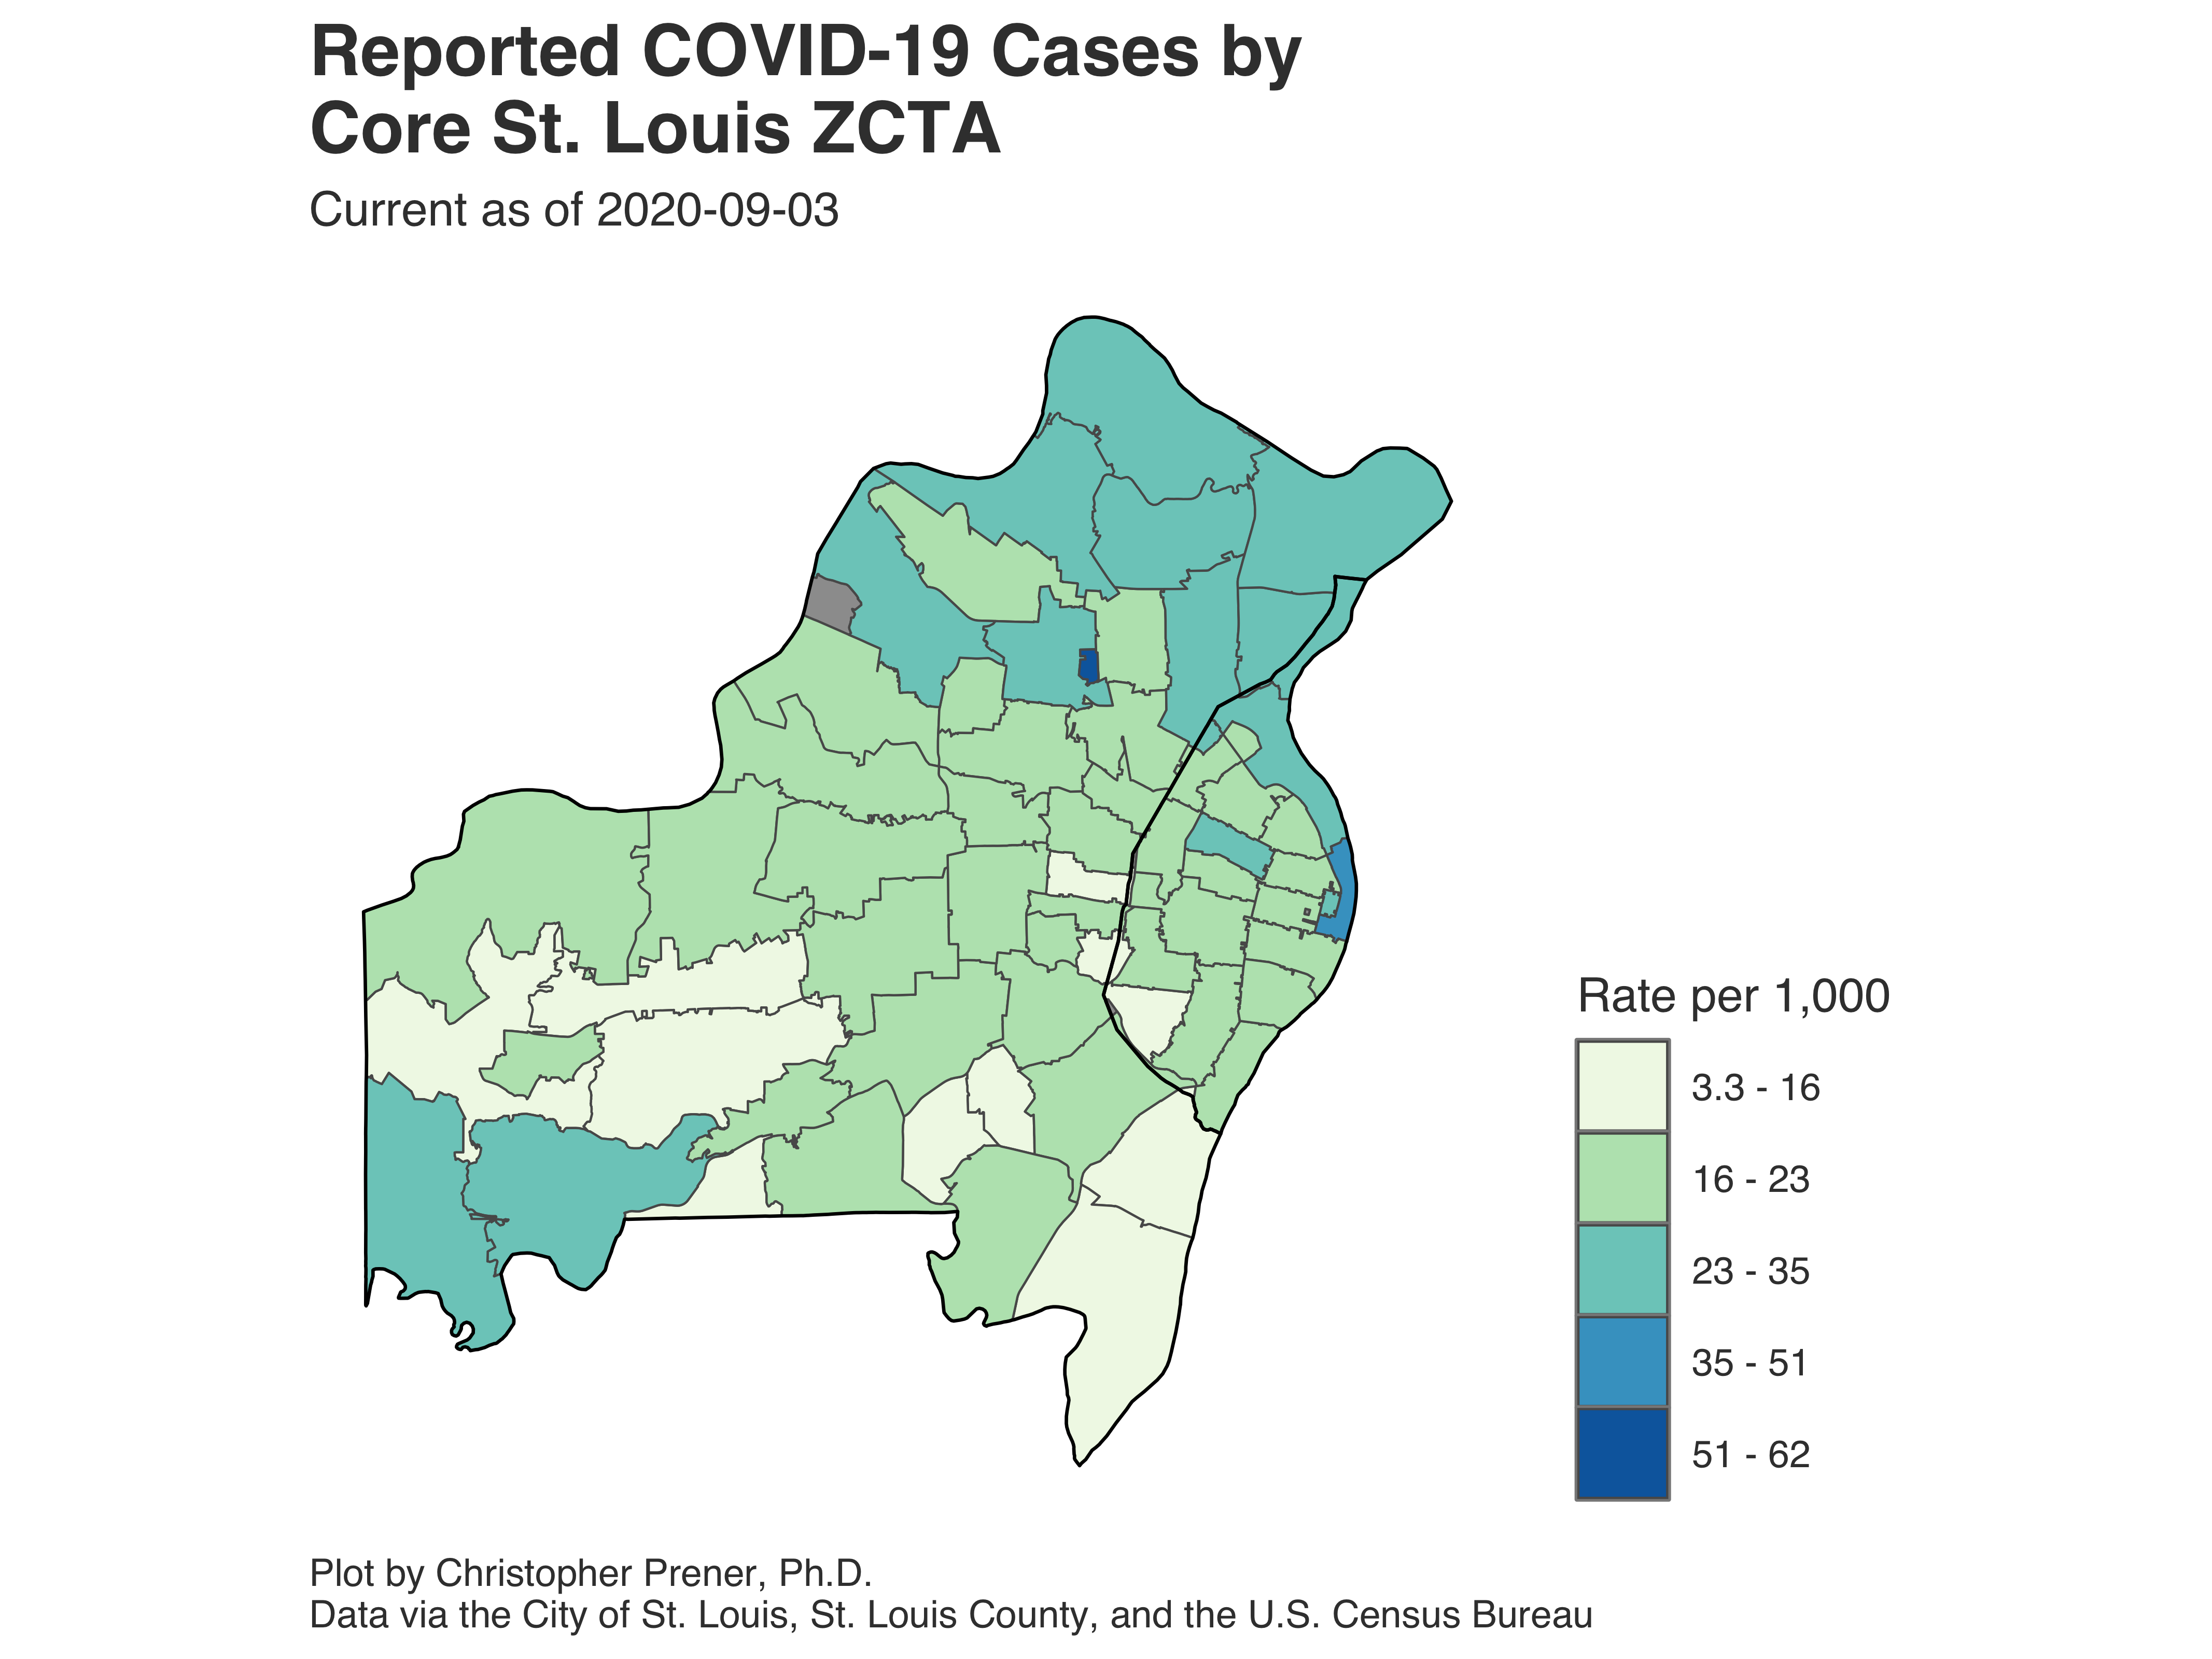 Reported COVID-19 Cases by
Core St. Louis ZCTA
Current as of 2020-09-03
Rate per 1,000
3.3 - 16
16 - 23
23 - 35
35 - 51
51 - 62
Plot by Christopher Prener, Ph.D.
Data via the City of St. Louis, St. Louis County, and the U.S. Census Bureau